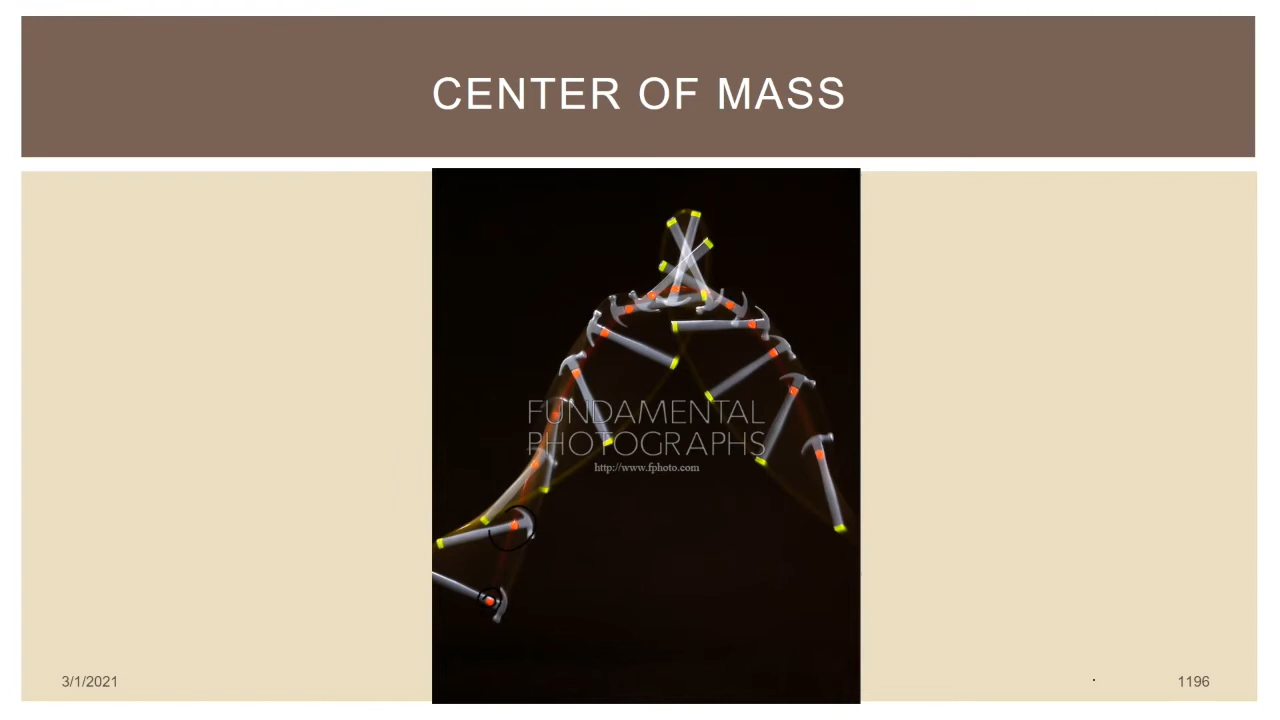 CENTER OF MASS
FUNDAMENTAL
PHOTOGRAPHS
http://www.fphoto.com
3/1/2021
.
1196